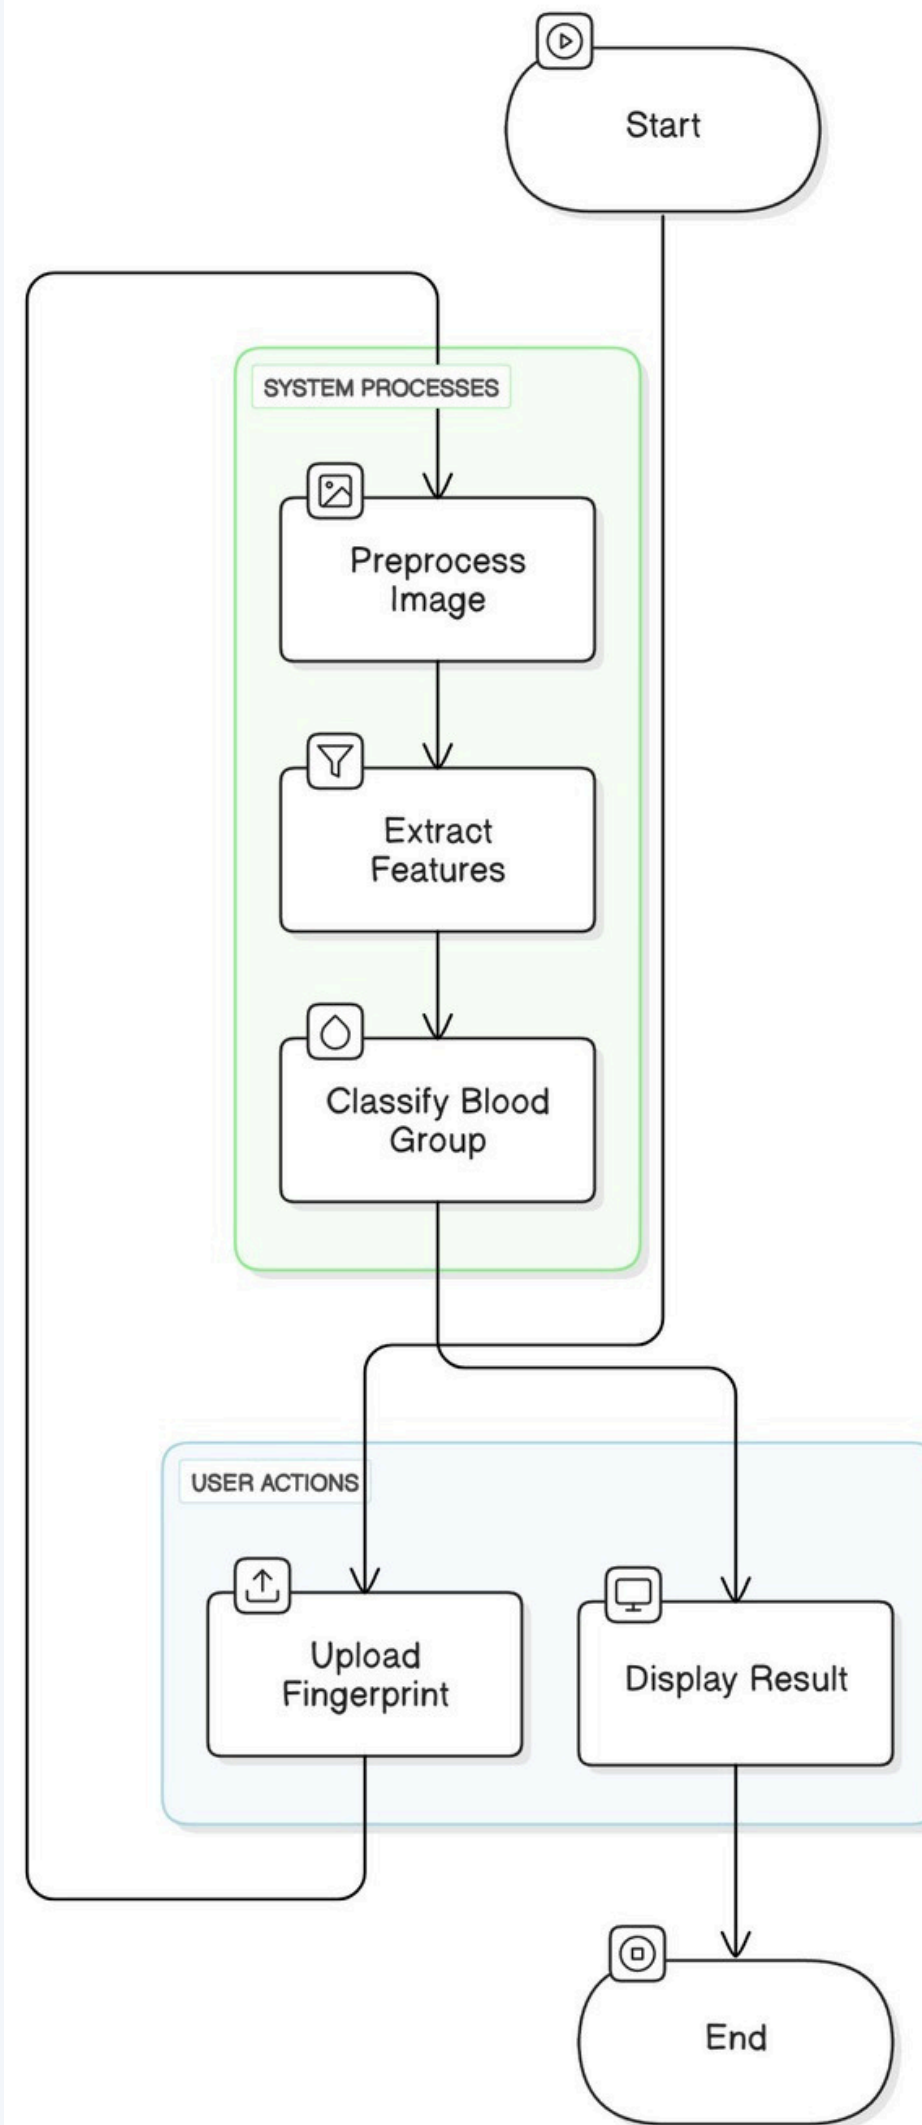 Start
SYSTEM PROCESSES
Preprocess
Image
Extract
Features
Classify Blood
Group
USER ACTIONS
Upload
Fingerprint
Display Result
End